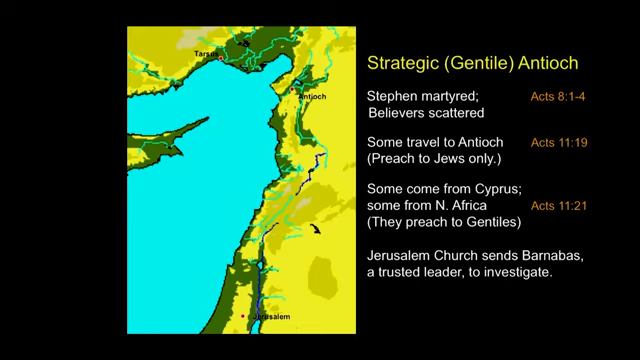 Strategic (Gentile) Antioch
Stephen martyred; Acts 8:1-4
Believers scattered
Some travel to Antioch Acts 11:19
(Preach to Jews only.)
Some come from Cyprus;
some from N. Africa Acts 11:21
(They preach to Gentiles)
Jerusalem Church sends Barnabas,
a trusted leader, to investigate.
Tarsus
Antioch
Jerusalem